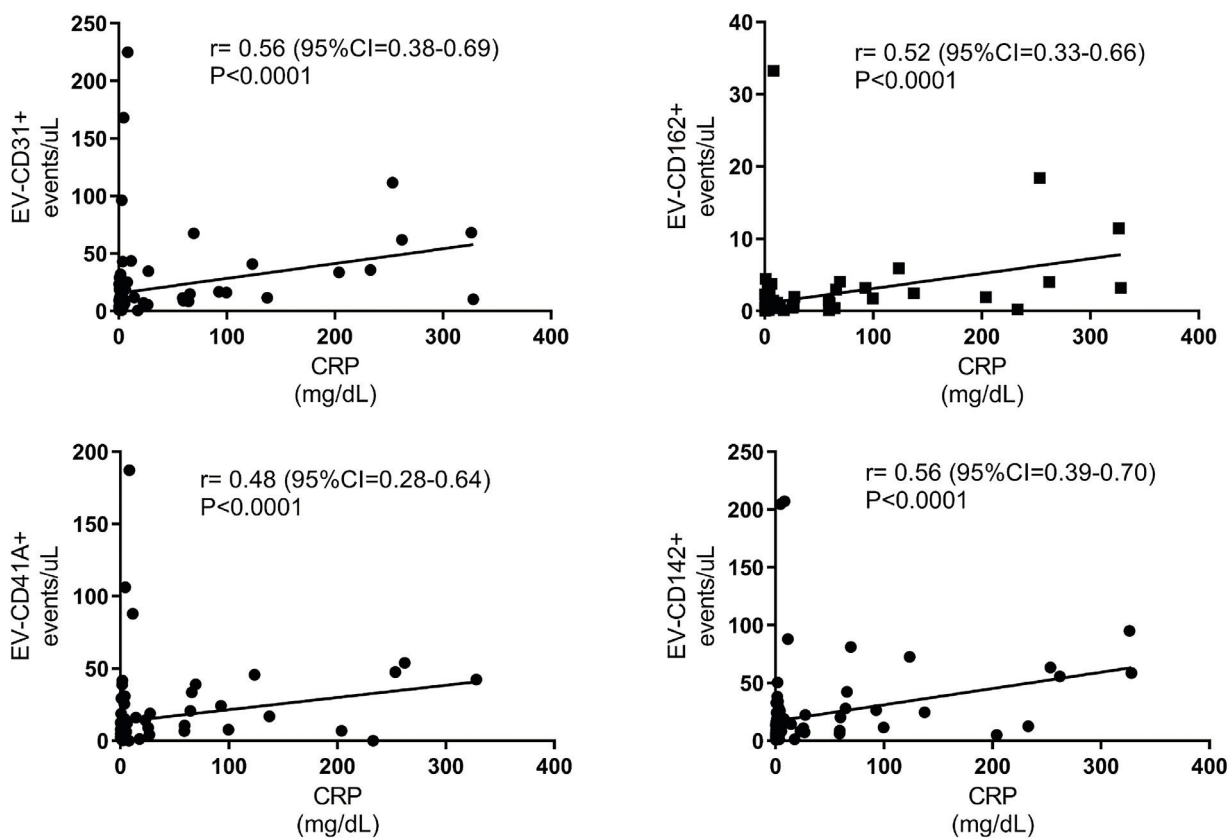 r= 0.56 (95%CI=0.38-0.69)
P<0.0001
EV-CD31+
events/uL
250
200
150
100
50
0
0 100 200 300 400
CRP
(mg/dL)
r= 0.52 (95%CI=0.33-0.66)
P<0.0001
EV-CD162+
events/uL
40
30
20
10
0
0 100 200 300 400
CRP
(mg/dL)
r= 0.48 (95%CI=0.28-0.64)
P<0.0001
EV-CD41A+
events/uL
200
150
100
50
0
0 100 200 300 400
CRP
(mg/dL)
r= 0.56 (95%CI=0.39-0.70)
P<0.0001
EV-CD142+
events/uL
250
200
150
100
50
0
0 100 200 300 400
CRP
(mg/dL)